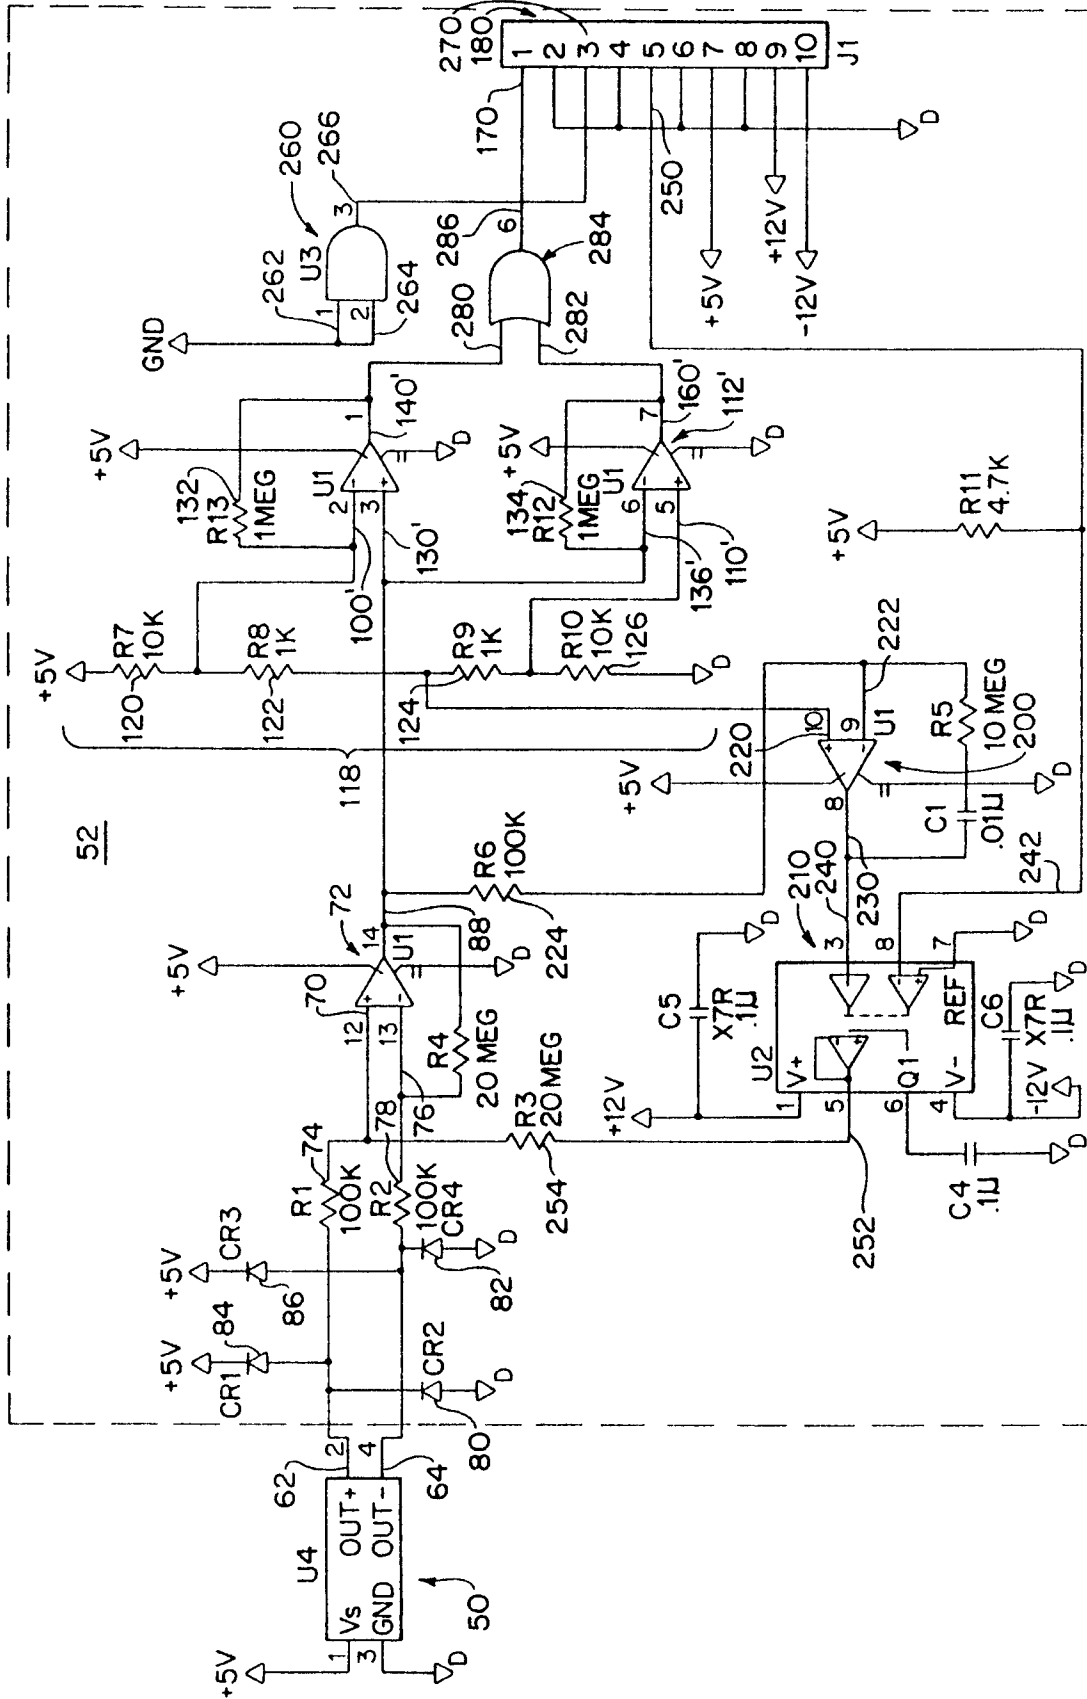 52
+5V
1
3
D
U4
Vs
GND
OUT+
OUT-
50
62
64
2
4
+5V
CR1
84
+5V
CR3
86
80
CR2
D
82
CR4
D
R1
100K
74
R2
100K
78
76
R3
20 MEG
254
R4
20 MEG
12
13
70
+5V
72
14
U1
D
88
R6
100K
224
118
+5V
120
R7
10K
122
R8
1K
124
R9
1K
R10
10K
126
D
100'
130'
132
R13
1MEG
+5V
2
3
U1
1
140'
D
136'
110'
134
R12
1MEG
+5V
6
5
U1
7
160'
112'
D
GND
262
264
1
2
U3
260
3
266
280
282
284
286
6
170
180
270
1
2
3
4
5
6
7
8
9
10
J1
250
D
+5V
+12V
-12V
+5V
R11
4.7K
+5V
220
10
9
U1
8
222
200
D
R5
10 MEG
C1
.01µ
230
240
210
242
+12V
C5
X7R
.1µ
D
U2
V+
Q1
V-
REF
1
5
6
4
3
8
7
D
252
C4
.1µ
D
C6
X7R
.1µ
-12V
D